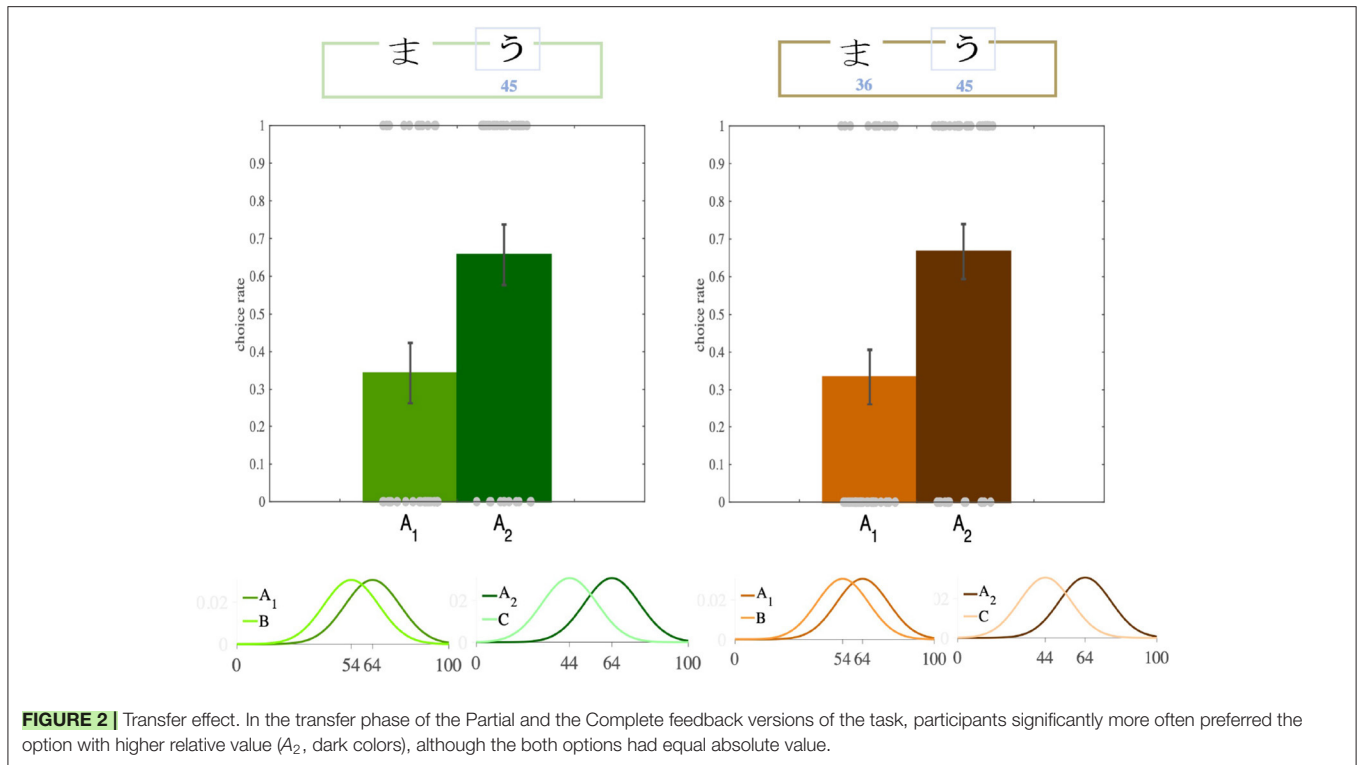 ま う
45
ま う
36 45
1
0.9
0.8
0.7
0.6
0.5
0.4
0.3
0.2
0.1
0
choice rate
A1 A2
1
0.9
0.8
0.7
0.6
0.5
0.4
0.3
0.2
0.1
0
choice rate
A1 A2
0.02
0
A1
B
0 54 64 100
02
0
A2
C
0 44 64 100
0.02
0
A1
B
0 54 64 100
02
0
A2
C
0 44 64 100
FIGURE 2 | Transfer effect. In the transfer phase of the Partial and the Complete feedback versions of the task, participants significantly more often preferred the
option with higher relative value (A2, dark colors), although the both options had equal absolute value.